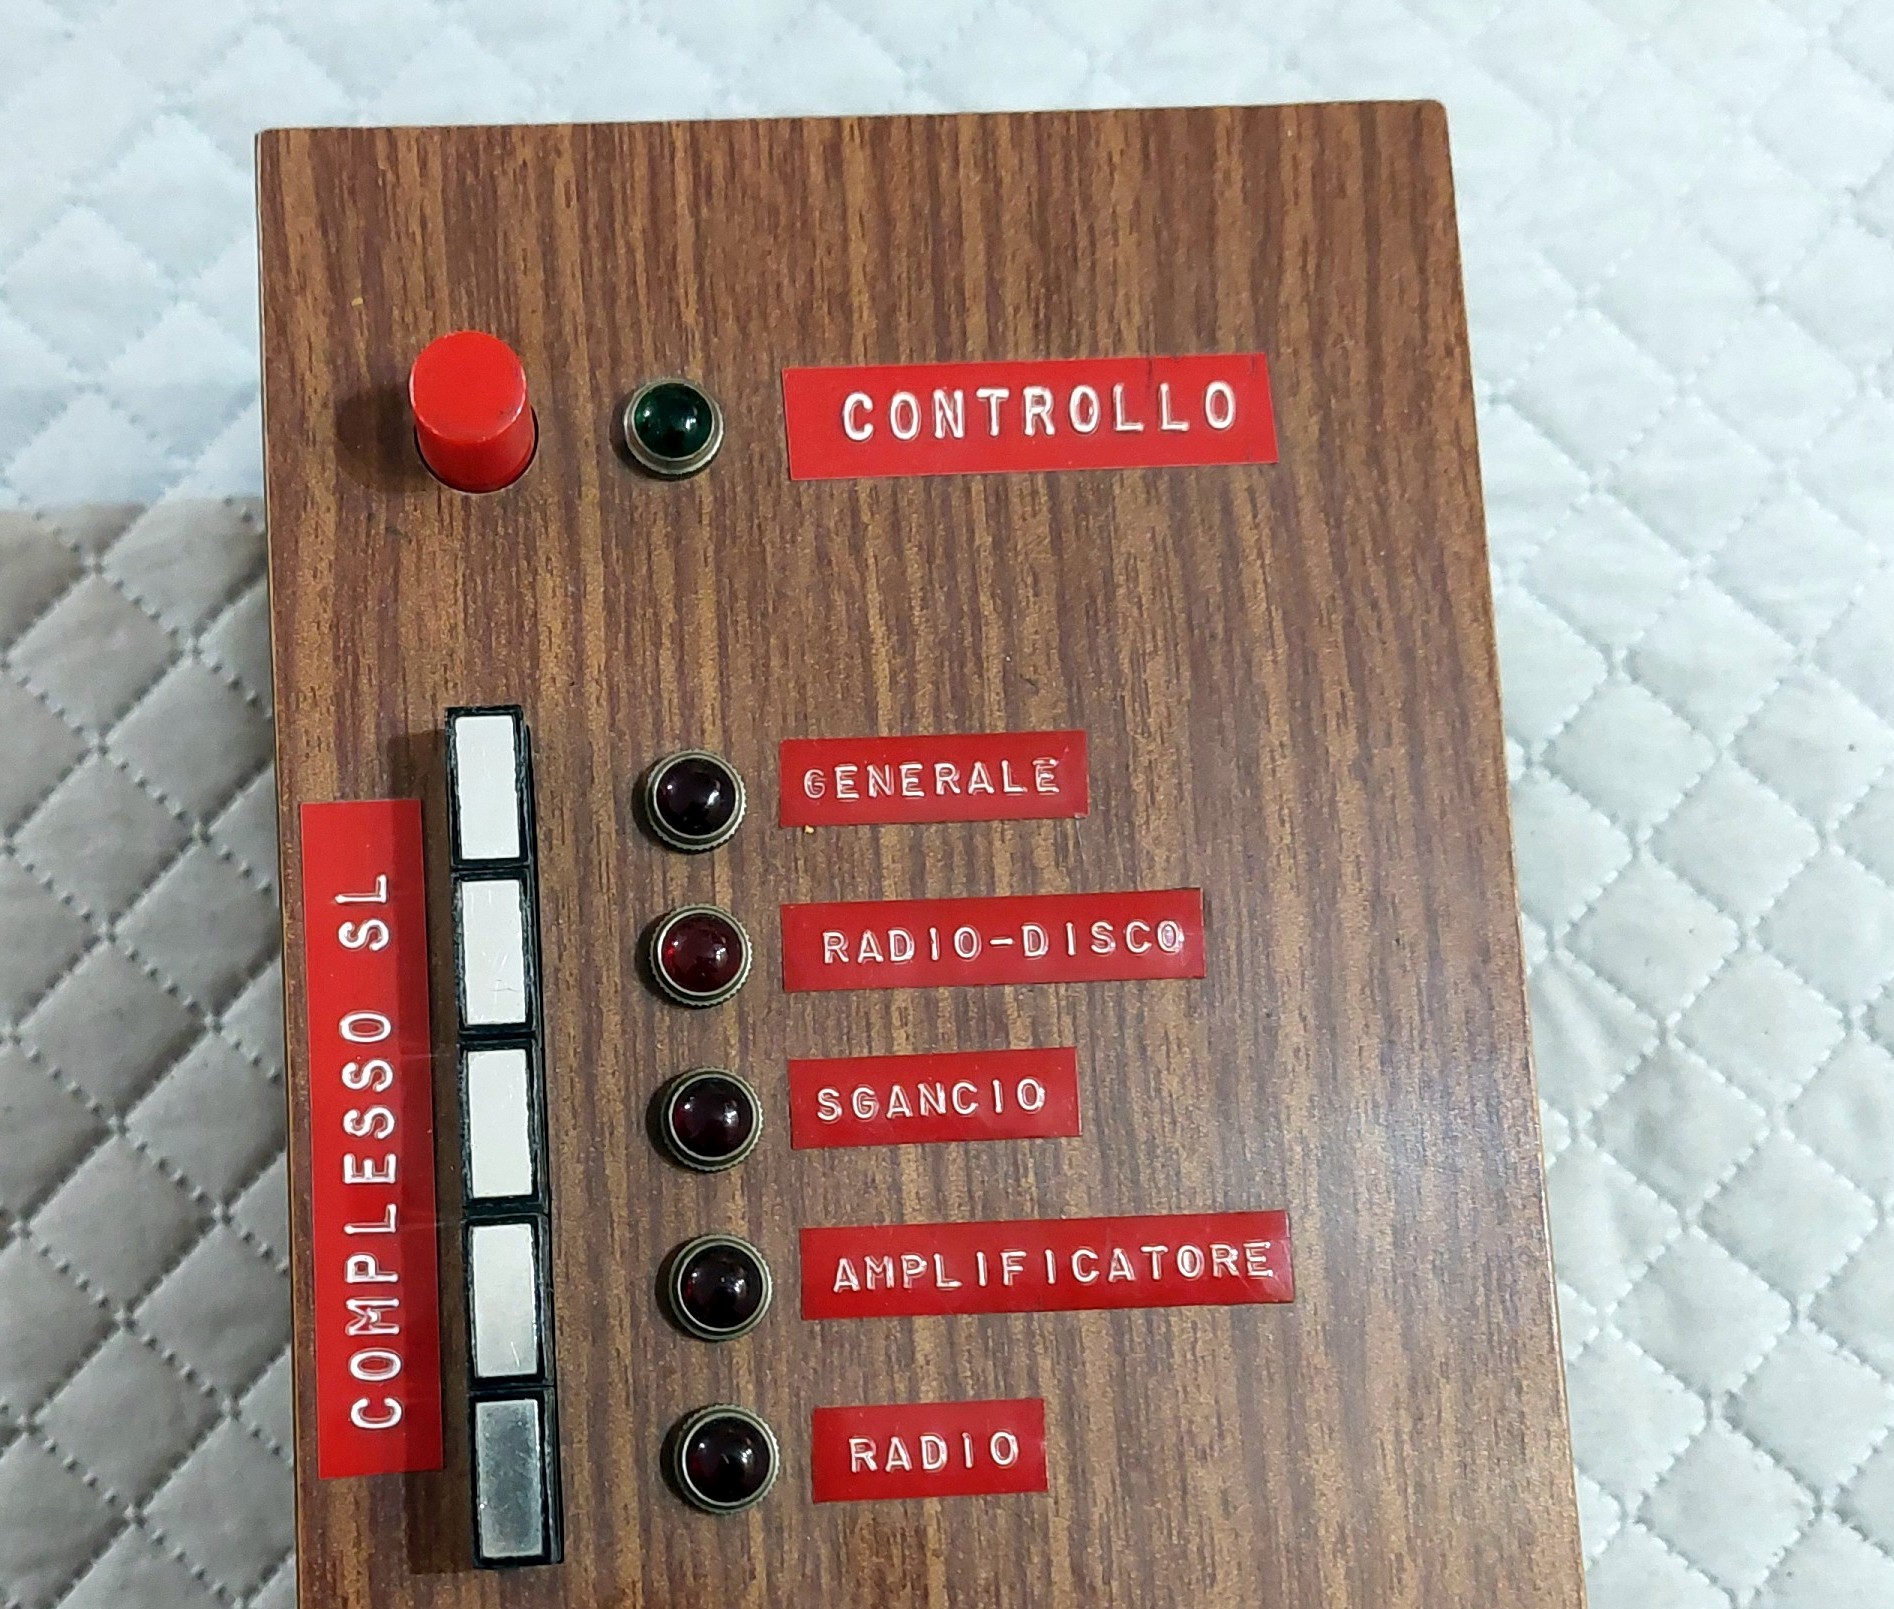 CONTROLLO
GENERALE
RADIO-DISCO
SGANCIO
AMPLIFICATORE
RADIO
COMPLESSO SL